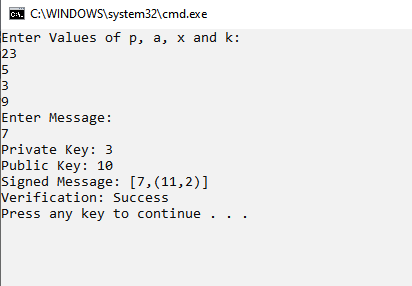 C:\WINDOWS\system32\cmd.exe
Enter Values of p, a, x and k:
23
5
3
9
Enter Message:
7
Private Key: 3
Public Key: 10
Signed Message: [7,(11,2)]
Verification: Success
Press any key to continue . . .